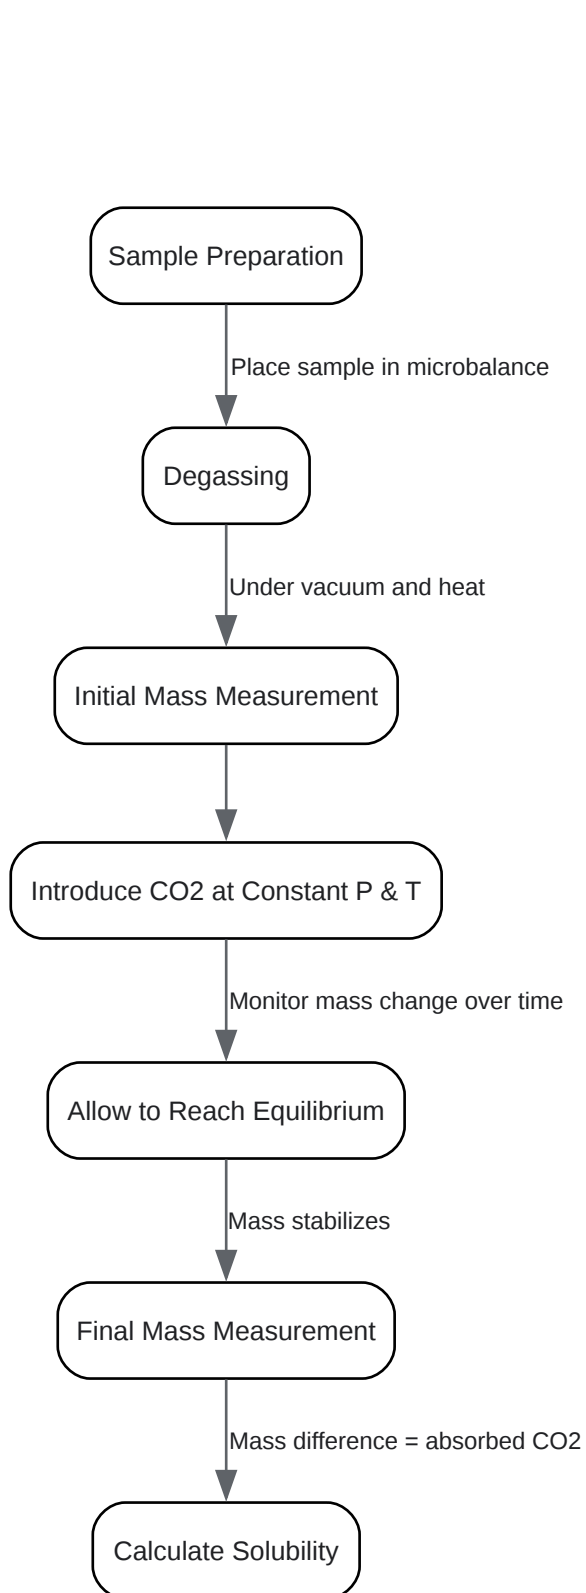 Sample Preparation
Place sample in microbalance
Degassing
Under vacuum and heat
Initial Mass Measurement
Introduce CO2 at Constant P & T
Monitor mass change over time
Allow to Reach Equilibrium
Mass stabilizes
Final Mass Measurement
Mass difference = absorbed CO2
Calculate Solubility